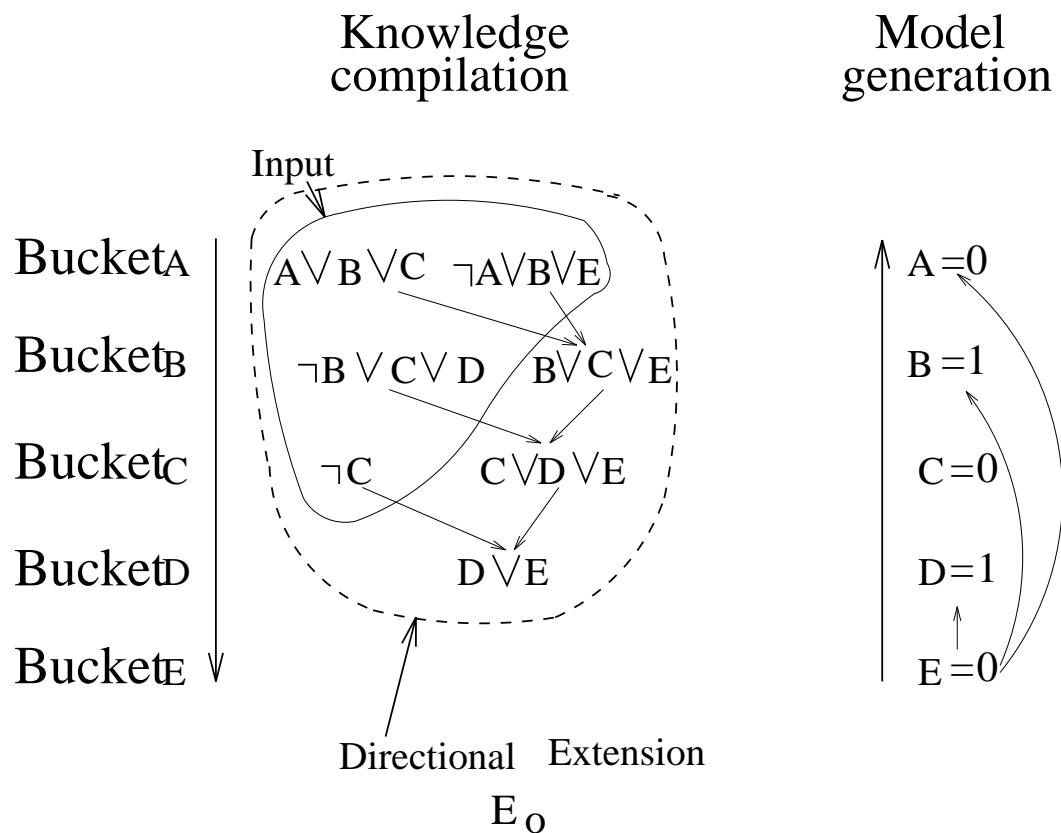 Knowledge compilation
Model generation
Input
Bucket_A A∨B∨C ¬A∨B∨E A=0
Bucket_B ¬B∨C∨D B∨C∨E B=1
Bucket_C ¬C C∨D∨E C=0
Bucket_D D∨E D=1
Bucket_E E=0
Directional Extension
E_o